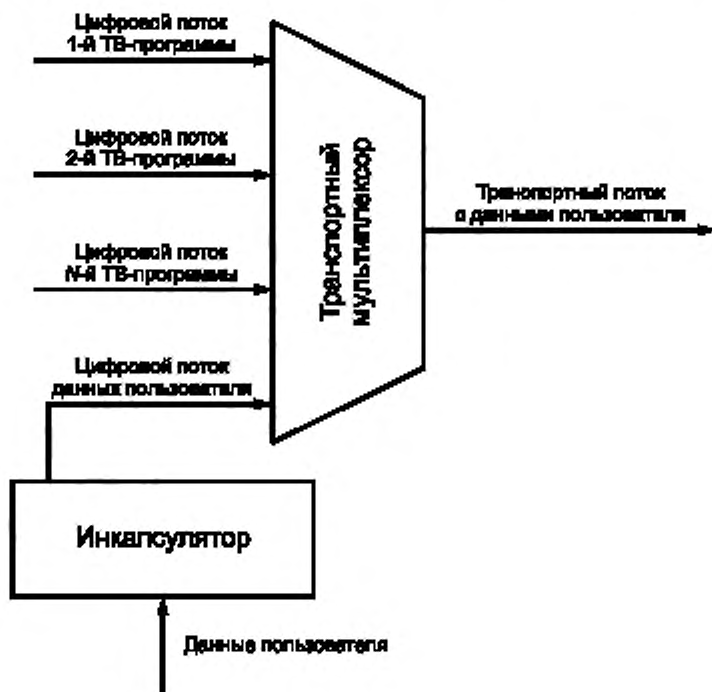 Цифровой поток
1-й ТВ-программы
Цифровой поток
2-й ТВ-программы
Цифровой поток
N-й ТВ-программы
Цифровой поток
данных пользователя
Транспортный
мультиплексор
Транспортный поток
с данными пользователя
Инкапсулятор
Данные пользователя